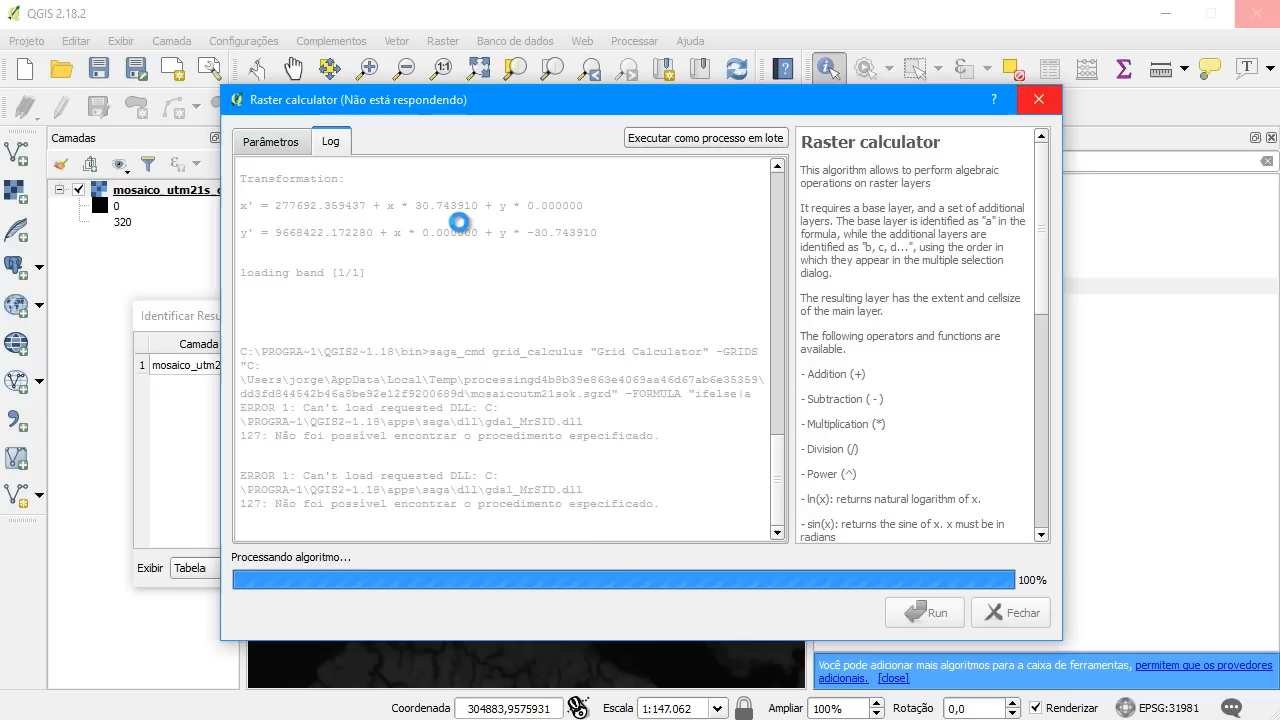 QGIS 2.18.2
Projeto Editar Exibir Camada Configurações Complementos Vetor Raster Banco de dados Web Processar Ajuda
Raster calculator (Não está respondendo)
?
Camadas
mosaico_utm21s_
0
320
Identificar Resu
Camada
1 mosaico_utm2
Exibir Tabela
Parâmetros Log
Executar como processo em lote
Transformation:
x' = 277692.359437 + x * 30.743910 + y * 0.000000
y' = 9668422.172280 + x * 0.000000 + y * -30.743910
loading band [1/1]
C:\PROGRA~1\QGIS2~1.18\bin>saga_cmd grid_calculus "Grid Calculator" -GRIDS
"C:
\Users\jorge\AppData\Local\Temp\processingd4b8b39e863e4069aa46d67ab6e35359\
dd3fd844542b46a8be92e12f9200689d\mosaicoutm21sok.sgrd" -FORMULA "ifelse(a
ERROR 1: Can't load requested DLL: C:
\PROGRA~1\QGIS2~1.18\apps\saga\dll\gdal_MrSID.dll
127: Não foi possível encontrar o procedimento especificado.
ERROR 1: Can't load requested DLL: C:
\PROGRA~1\QGIS2~1.18\apps\saga\dll\gdal_MrSID.dll
127: Não foi possível encontrar o procedimento especificado.
Raster calculator
This algorithm allows to perform algebraic
operations on raster layers
It requires a base layer, and a set of additional
layers. The base layer is identified as "a" in the
formula, while the additional layers are
identified as "b, c, d...", using the order in
which they appear in the multiple selection
dialog.
The resulting layer has the extent and cellsize
of the main layer.
The following operators and functions are
available.
- Addition (+)
- Subtraction ( - )
- Multiplication (*)
- Division (/)
- Power (^)
- ln(x): returns natural logarithm of x.
- sin(x): returns the sine of x. x must be in
radians
Processando algoritmo...
100%
Run Fechar
Você pode adicionar mais algoritmos para a caixa de ferramentas, permitem que os provedores
adicionais. [close]
Coordenada 304883,9575931 Escala 1:147.062 Ampliar 100% Rotação 0,0 Renderizar EPSG:31981